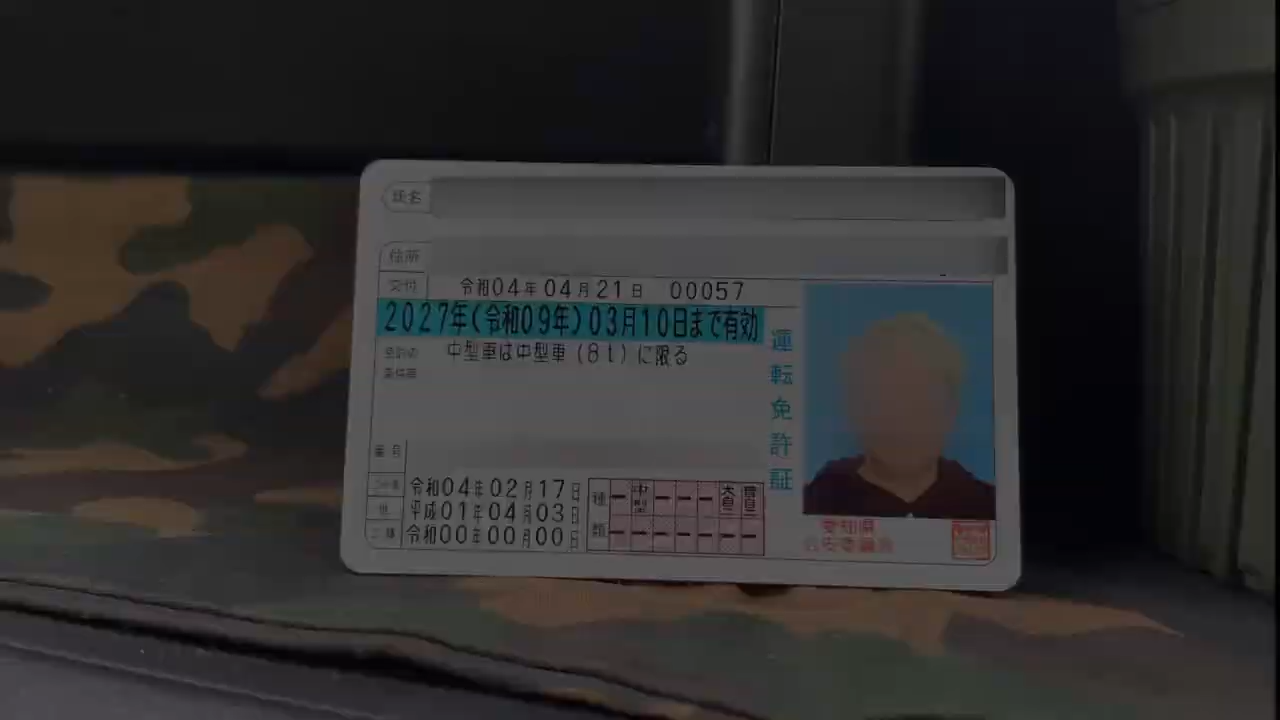 氏名
住所
交付 令和04年04月21日 00057
2027年(令和09年)03月10日まで有効
免許の
条件等
中型車は中型車(8t)に限る
番号
二・小・原 令和04年02月17日
他 平成01年04月03日
二種 令和00年00月00日
種類
中型
大自二
普自二
運転免許証
愛知県
公安委員会